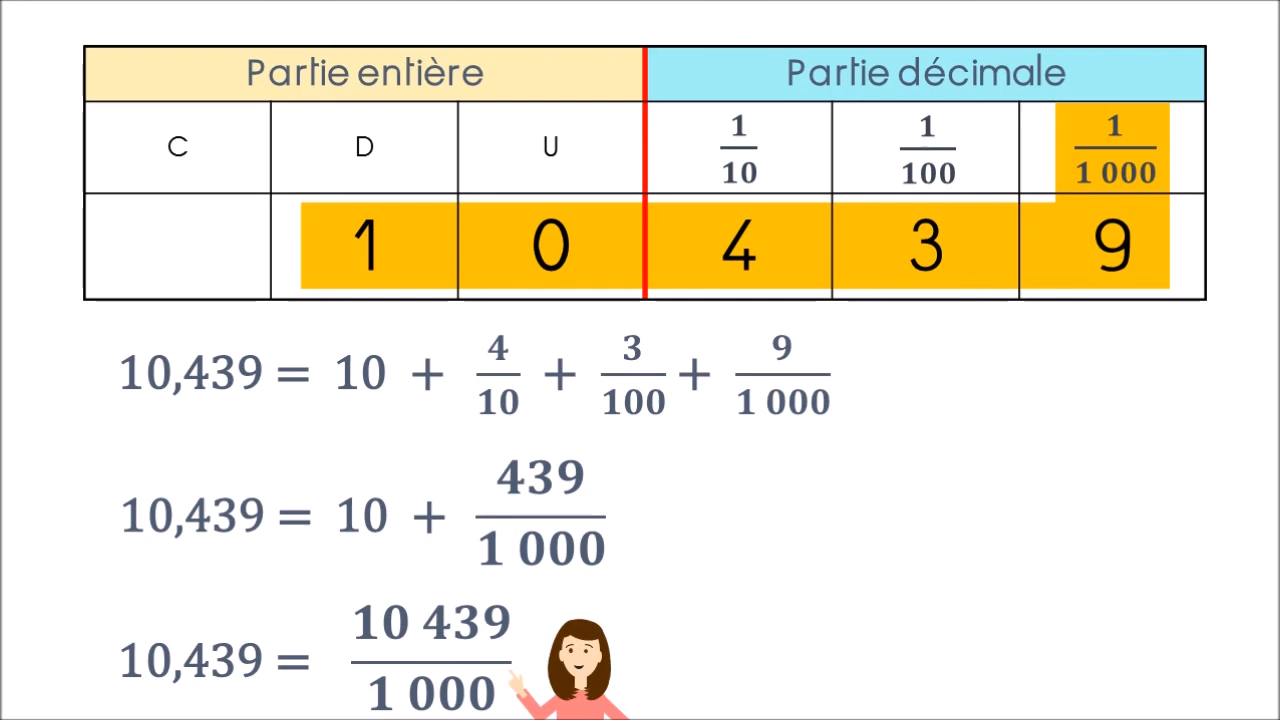 Partie entière Partie décimale
C D U 1/10 1/100 1/1 000
1 0 4 3 9
10,439 = 10 + 4/10 + 3/100 + 9/1 000
10,439 = 10 + 439/1 000
10,439 = 10 439/1 000